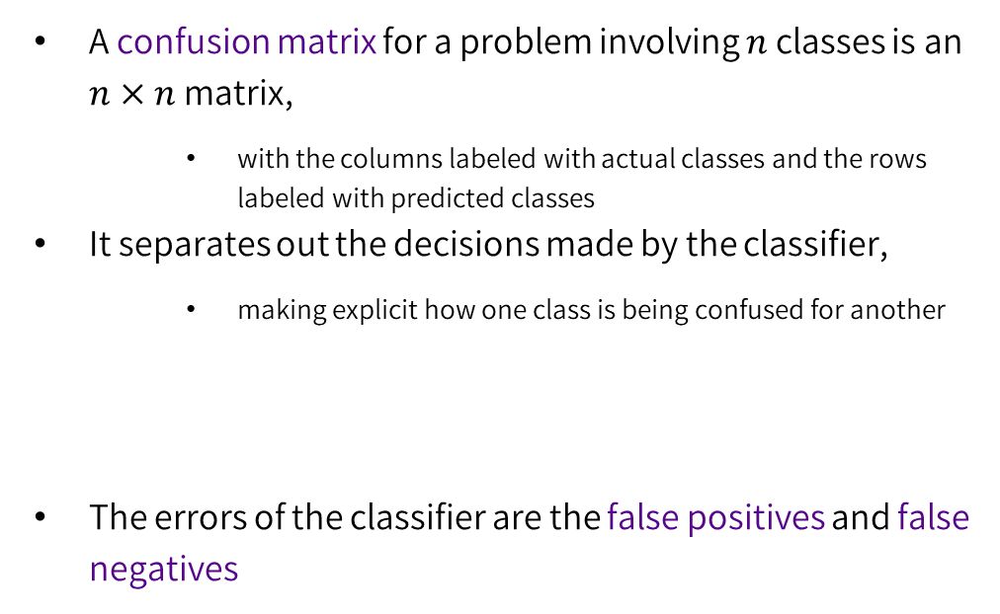 • A confusion matrix for a problem involving n classes is an
n × n matrix,
• with the columns labeled with actual classes and the rows
labeled with predicted classes
• It separates out the decisions made by the classifier,
• making explicit how one class is being confused for another
• The errors of the classifier are the false positives and false
negatives